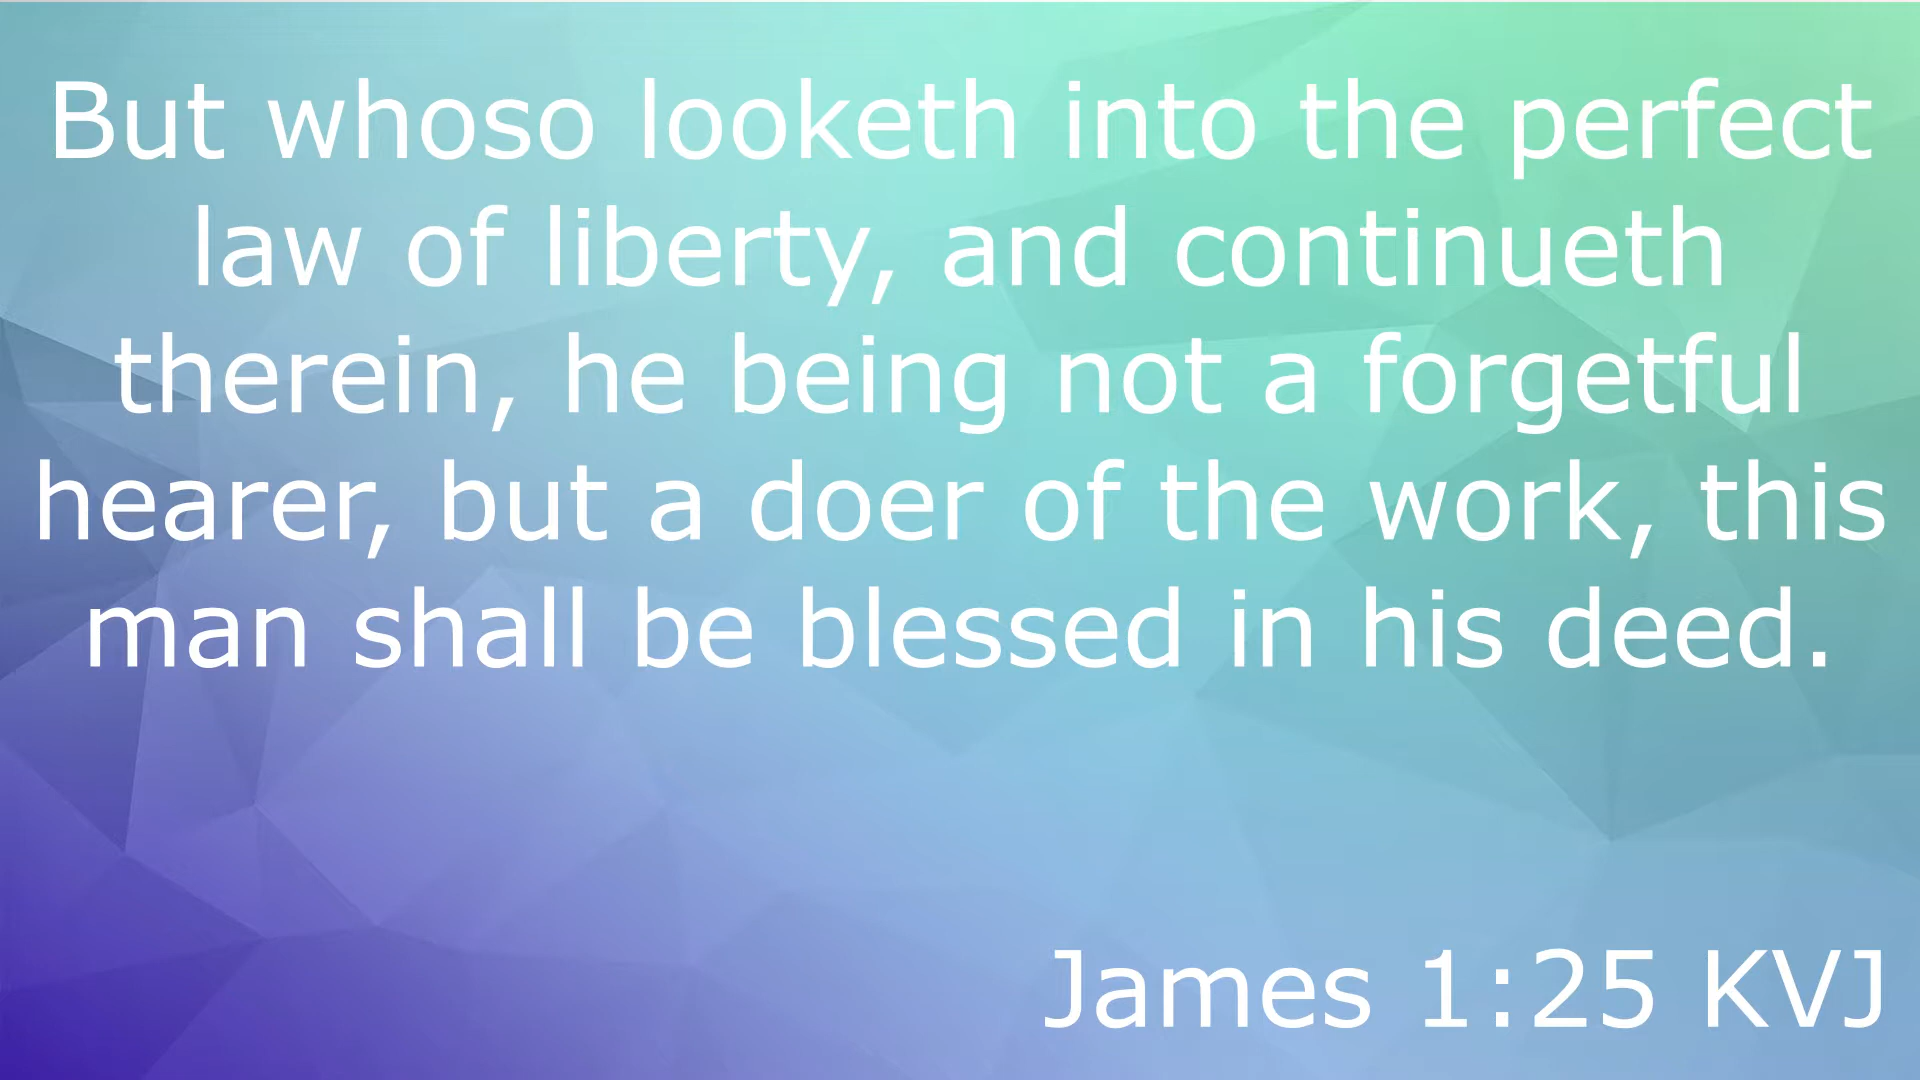 But whoso looketh into the perfect
law of liberty, and continueth
therein, he being not a forgetful
hearer, but a doer of the work, this
man shall be blessed in his deed.
James 1:25 KVJ